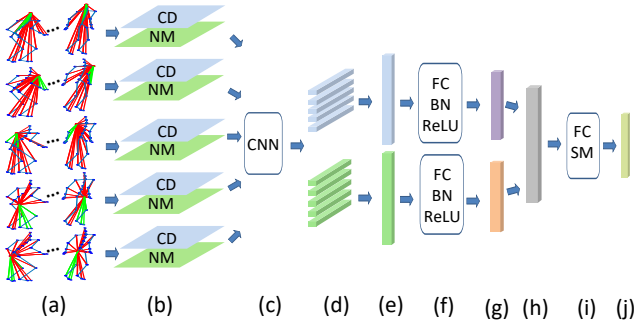 CD
NM
CD
NM
CD
NM
CD
NM
CD
NM
CNN
FC
BN
ReLU
FC
BN
ReLU
FC
SM
(a)
(b)
(c)
(d)
(e)
(f)
(g)
(h)
(i)
(j)